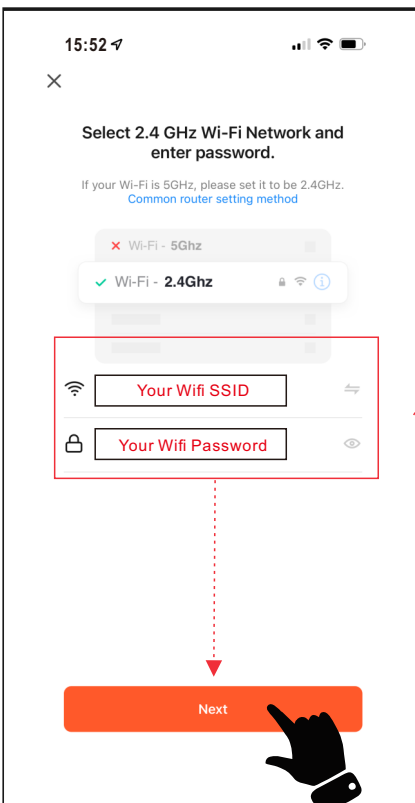 15:52
Select 2.4 GHz Wi-Fi Network and
enter password.
If your Wi-Fi is 5GHz, please set it to be 2.4GHz.
Common router setting method
Wi-Fi - 5Ghz
Wi-Fi - 2.4Ghz
Your Wifi SSID
Your Wifi Password
Next